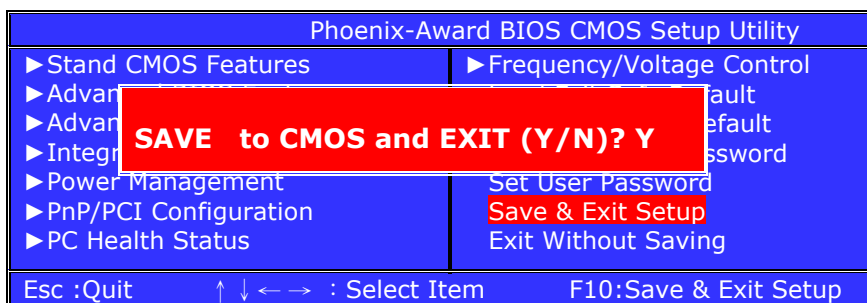 Phoenix-Award BIOS CMOS Setup Utility
►Stand CMOS Features
►Frequency/Voltage Control
SAVE to CMOS and EXIT (Y/N)? Y
►Power Management
Set User Password
►PnP/PCI Configuration
Save & Exit Setup
►PC Health Status
Exit Without Saving
Esc :Quit ↑↓←→ : Select Item F10:Save & Exit Setup